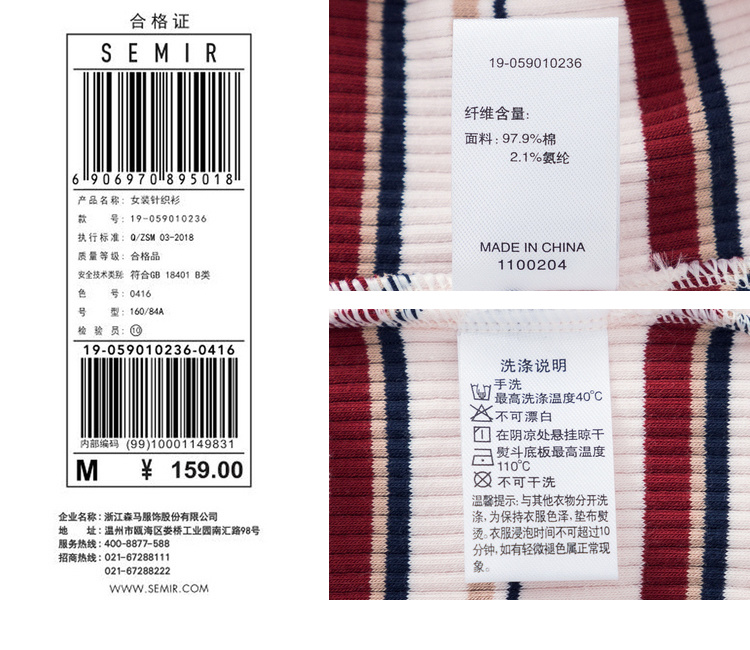 合格证
SEMIR
6 906970 895018
产品名称: 女装针织衫
款 号: 19-059010236
执行标准: Q/ZSM 03-2018
质量等级: 合格品
安全技术类别: 符合GB 18401 B类
色 号: 0416
号 型: 160/84A
检 验 员: ⑩
19-059010236-0416
内部编码 (99)10001149831
M ¥ 159.00
企业名称: 浙江森马服饰股份有限公司
地 址: 温州市瓯海区娄桥工业园南汇路98号
服务热线: 400-8877-588
招商热线: 021-67288111
021-67288222
WWW.SEMIR.COM
19-059010236
纤维含量:
面料: 97.9%棉
2.1%氨纶
MADE IN CHINA
1100204
洗涤说明
手洗
最高洗涤温度40℃
不可漂白
在阴凉处悬挂晾干
熨斗底板最高温度
110℃
不可干洗
温馨提示: 与其他衣物分开洗
涤, 为保持衣服色泽, 垫布熨
烫。衣服浸泡时间不可超过10
分钟, 如有轻微褪色属正常现
象。